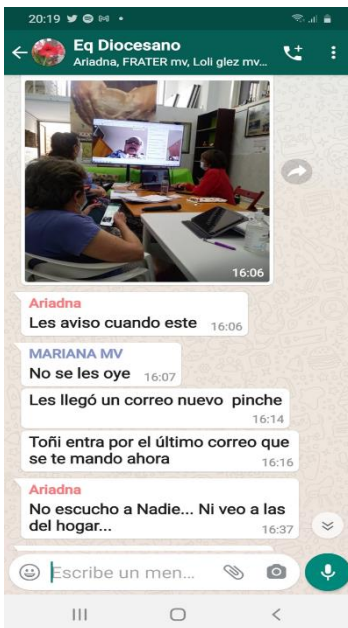 20:19
Eq Diocesano
Ariadna, FRATER mv, Loli glez mv...
16:06
Ariadna
Les aviso cuando este 16:06
MARIANA MV
No se les oye 16:07
Les llegó un correo nuevo pinche
16:14
Toñi entra por el último correo que
se te mando ahora 16:16
Ariadna
No escucho a Nadie... Ni veo a las
del hogar... 16:37
Escribe un men...